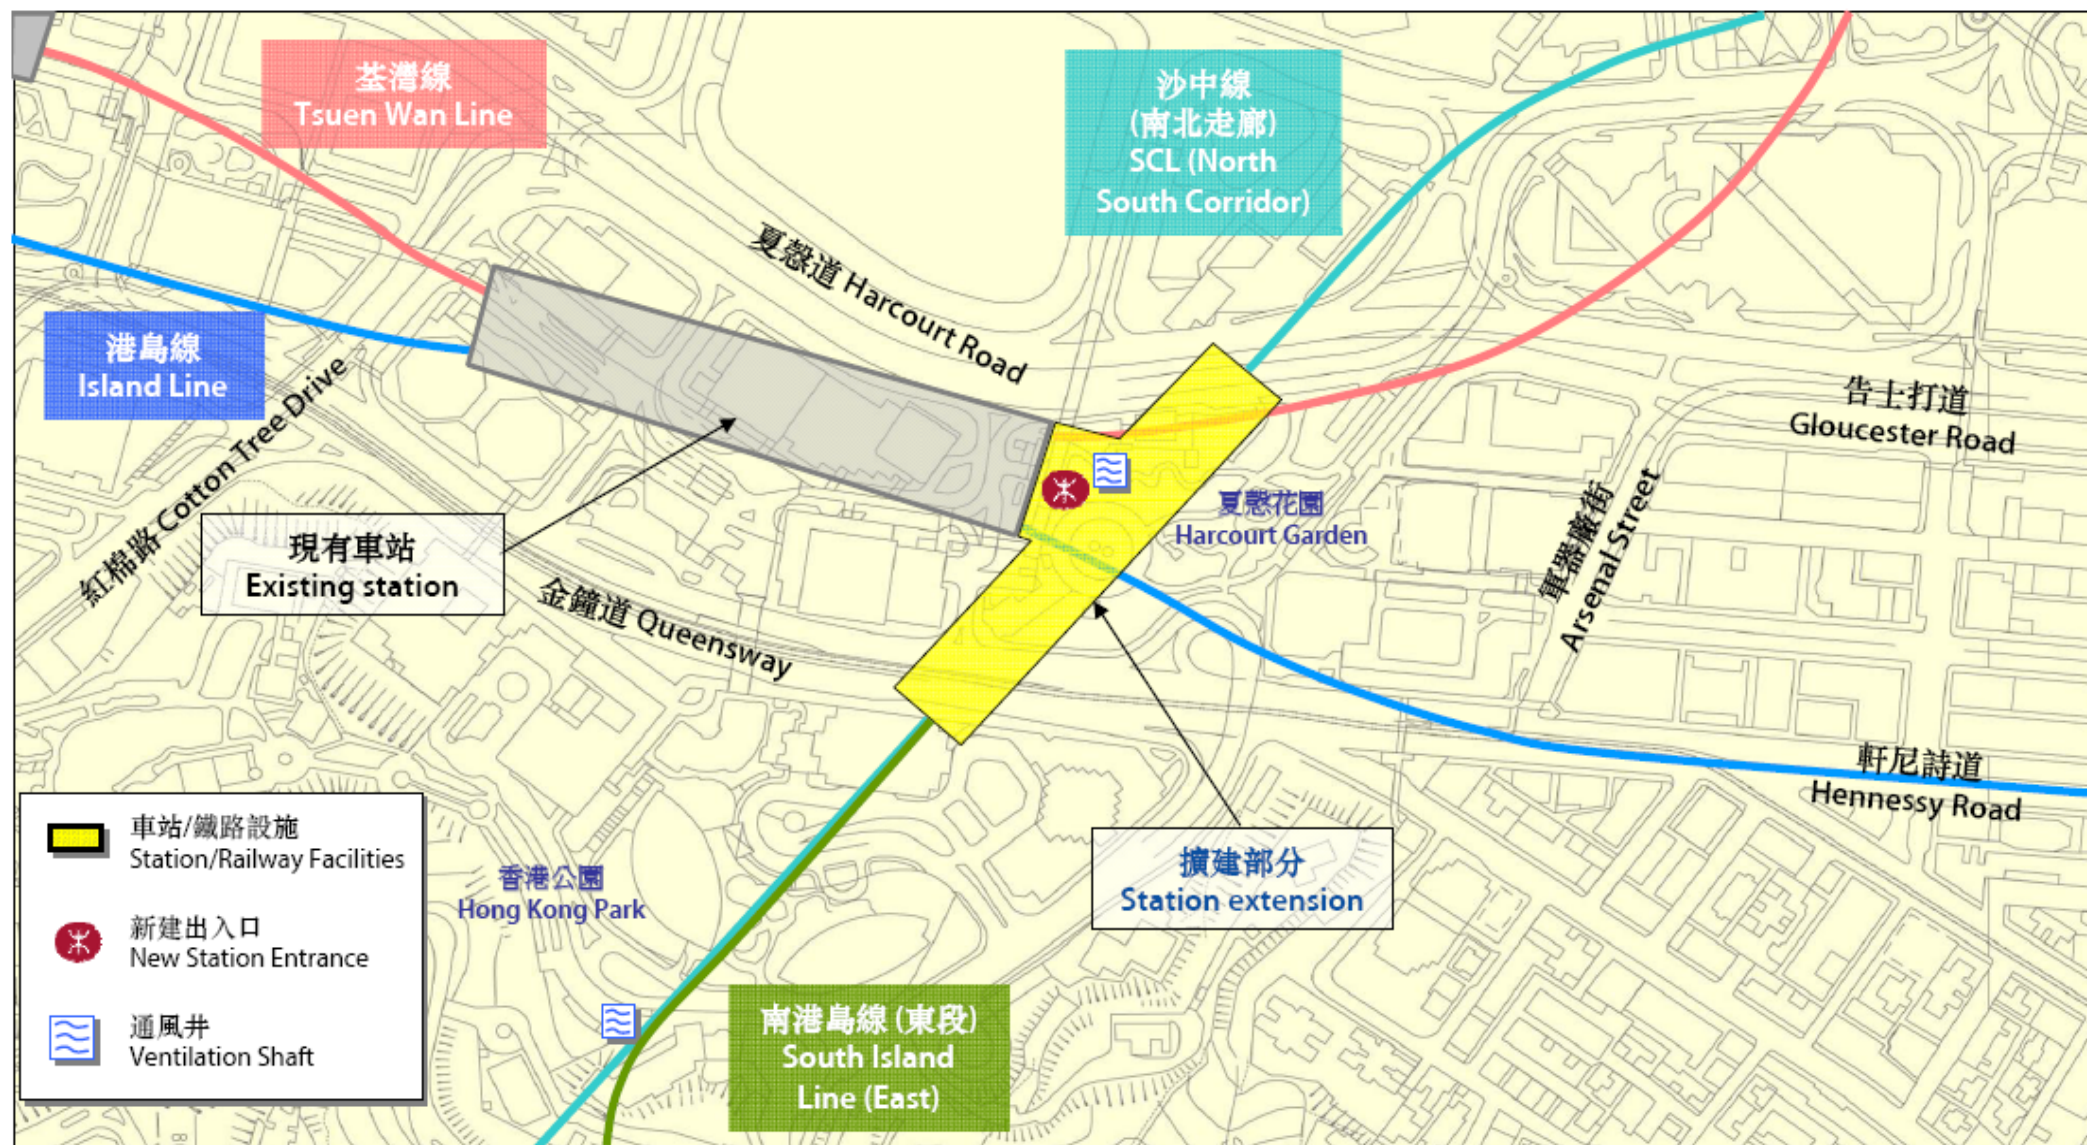 荃灣線
Tsuen Wan Line
沙中線
(南北走廊)
SCL (North
South Corridor)
夏慤道 Harcourt Road
港島線
Island Line
紅棉路 Cotton Tree Drive
告士打道
Gloucester Road
夏慤花園
Harcourt Garden
軍器廠街
Arsenal Street
現有車站
Existing station
金鐘道 Queensway
軒尼詩道
Hennessy Road
擴建部分
Station extension
香港公園
Hong Kong Park
南港島線 (東段)
South Island
Line (East)
車站/鐵路設施
Station/Railway Facilities
新建出入口
New Station Entrance
通風井
Ventilation Shaft